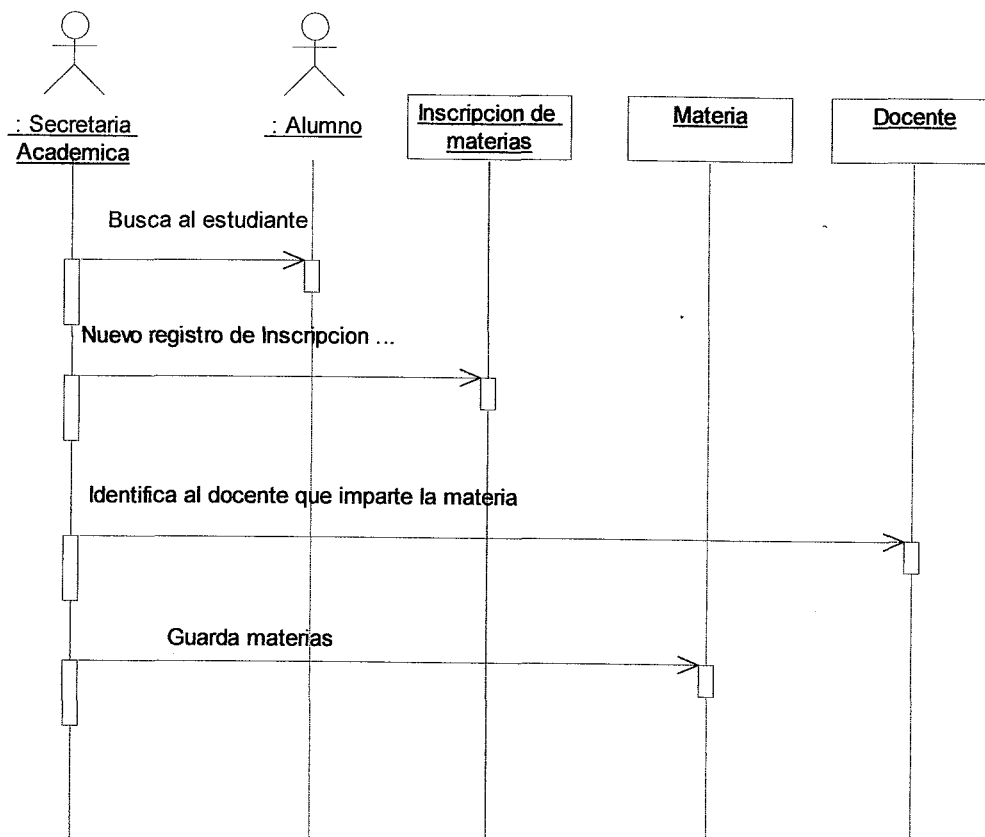 : Secretaria
Academica
: Alumno
Inscripcion de
materias
Materia
Docente
Busca al estudiante
Nuevo registro de Inscripcion ...
Identifica al docente que imparte la materia
Guarda materias